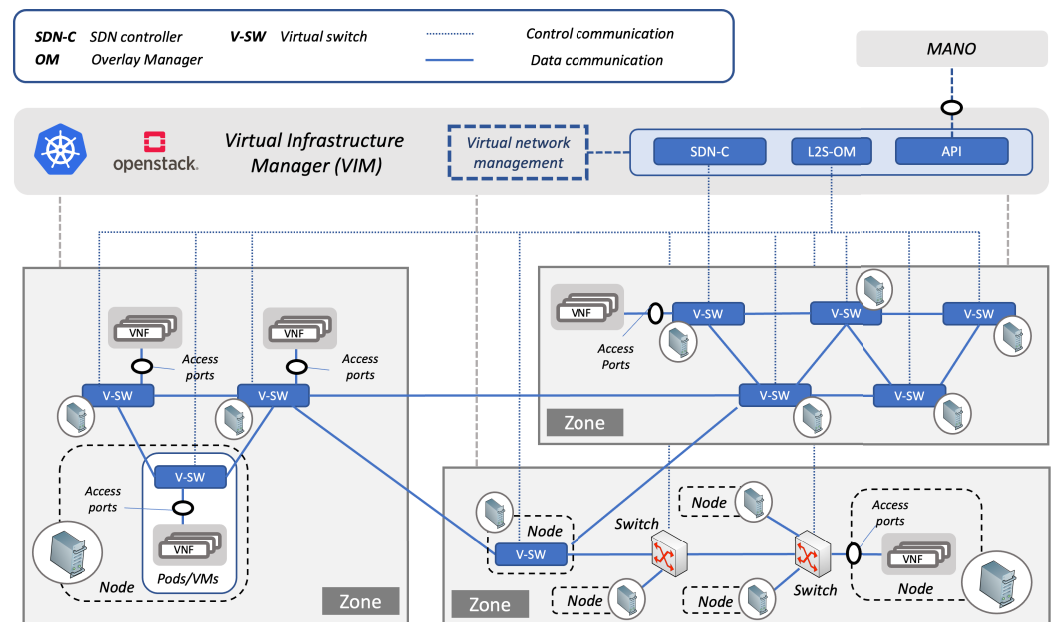 SDN-C SDN controller V-SW Virtual switch Control communication
OM Overlay Manager Data communication
MANO
openstack.
Virtual Infrastructure
Manager (VIM)
Virtual network
management
SDN-C
L2S-OM
API
VNF
Access
ports
VNF
Access
ports
V-SW
V-SW
V-SW
Access
ports
VNF
Pods/VMs
Node
Zone
VNF
Access
Ports
V-SW
V-SW
V-SW
V-SW
V-SW
Zone
Node
V-SW
Switch
Node
Node
Node
Switch
Access
ports
VNF
Node
Zone